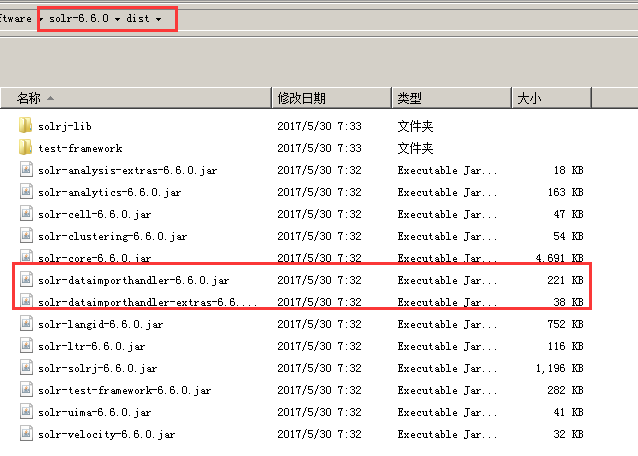 ftware ▾ solr-6.6.0 ▾ dist ▾
名称 修改日期 类型 大小
solrj-lib 2017/5/30 7:33 文件夹
test-framework 2017/5/30 7:33 文件夹
solr-analysis-extras-6.6.0.jar 2017/5/30 7:32 Executable Jar... 18 KB
solr-analytics-6.6.0.jar 2017/5/30 7:32 Executable Jar... 163 KB
solr-cell-6.6.0.jar 2017/5/30 7:32 Executable Jar... 47 KB
solr-clustering-6.6.0.jar 2017/5/30 7:32 Executable Jar... 54 KB
solr-core-6.6.0.jar 2017/5/30 7:32 Executable Jar... 4,691 KB
solr-dataimporthandler-6.6.0.jar 2017/5/30 7:32 Executable Jar... 221 KB
solr-dataimporthandler-extras-6.6.... 2017/5/30 7:32 Executable Jar... 38 KB
solr-langid-6.6.0.jar 2017/5/30 7:32 Executable Jar... 752 KB
solr-ltr-6.6.0.jar 2017/5/30 7:32 Executable Jar... 116 KB
solr-solrj-6.6.0.jar 2017/5/30 7:32 Executable Jar... 1,196 KB
solr-test-framework-6.6.0.jar 2017/5/30 7:32 Executable Jar... 282 KB
solr-uima-6.6.0.jar 2017/5/30 7:32 Executable Jar... 41 KB
solr-velocity-6.6.0.jar 2017/5/30 7:32 Executable Jar... 32 KB